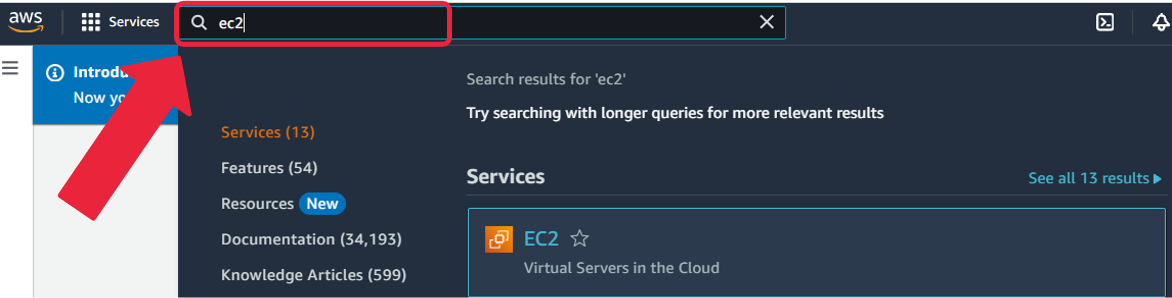 aws
Services
ec2
Introdu
Now yo
Search results for 'ec2'
Try searching with longer queries for more relevant results
Services (13)
Features (54)
Resources New
Documentation (34,193)
Knowledge Articles (599)
Services
See all 13 results
EC2
Virtual Servers in the Cloud